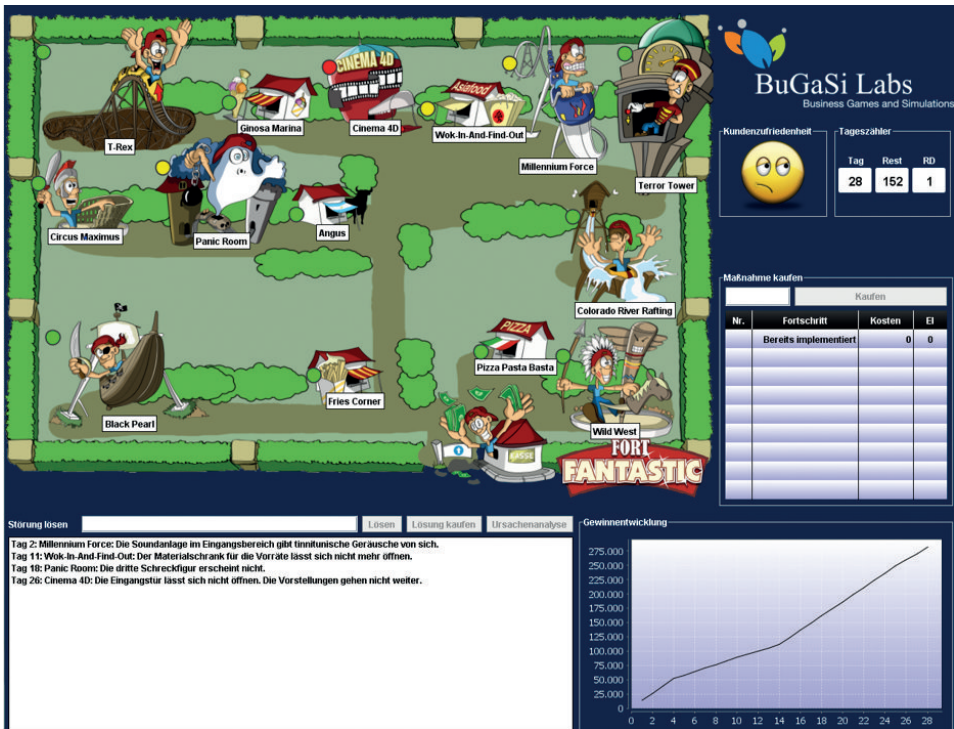 BuGaSi Labs
Business Games and Simulations
Kundenzufriedenheit
Tageszähler
Tag Rest RD
28 152 1
CINEMA 4D
Asiafood
T-Rex
Ginosa Marina
Cinema 4D
Wok-In-And-Find-Out
Millennium Force
Terror Tower
Circus Maximus
Panic Room
Angus
Colorado River Rafting
PIZZA
Pizza Pasta Basta
Black Pearl
Fries Corner
Wild West
KASSE
FORT
FANTASTIC
Maßnahme kaufen
Kaufen
Nr. Fortschritt Kosten EI
Bereits implementiert 0 0
Störung lösen Lösen Lösung kaufen Ursachenanalyse
Tag 2: Millennium Force: Die Soundanlage im Eingangsbereich gibt tinnitunische Geräusche von sich.
Tag 11: Wok-In-And-Find-Out: Der Materialschrank für die Vorräte lässt sich nicht mehr öffnen.
Tag 18: Panic Room: Die dritte Schreckfigur erscheint nicht.
Tag 26: Cinema 4D: Die Eingangstür lässt sich nicht öffnen. Die Vorstellungen gehen nicht weiter.
Gewinnentwicklung
275.000
250.000
225.000
200.000
175.000
150.000
125.000
100.000
75.000
50.000
25.000
0
0 2 4 6 8 10 12 14 16 18 20 22 24 26 28